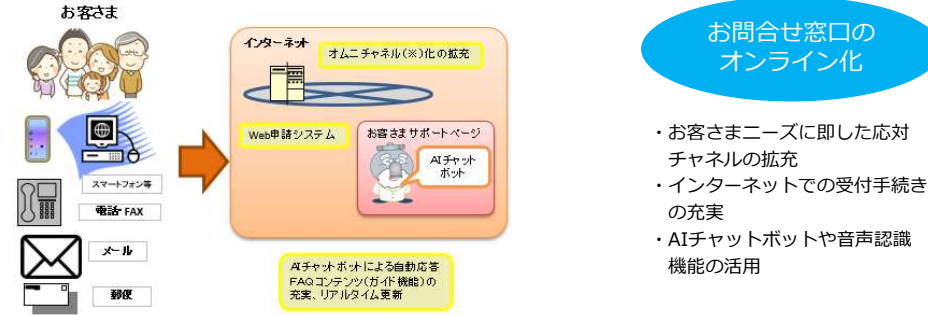 お客さま
インターネット
オムニチャネル(※)化の拡充
Web申請システム
お客さまサポートページ
AIチャット
ボット
スマートフォン等
電話・FAX
メール
郵便
AIチャットボットによる自動応答
FAQコンテンツ(ガイド機能)の
充実、リアルタイム更新
お問合せ窓口の
オンライン化
・お客さまニーズに即した応対
チャネルの拡充
・インターネットでの受付手続き
の充実
・AIチャットボットや音声認識
機能の活用